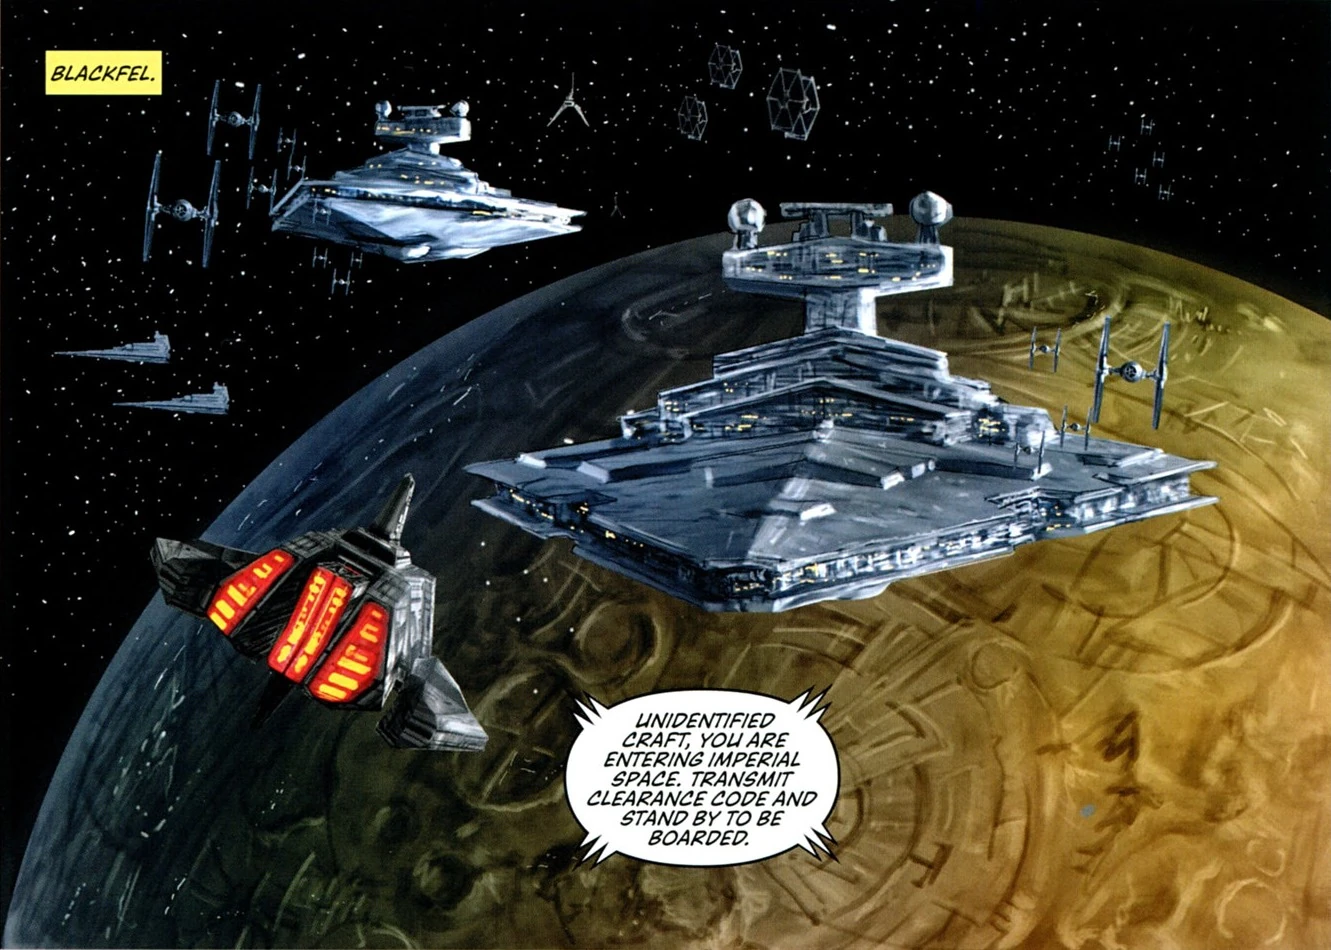 BLACKFEL.
UNIDENTIFIED
CRAFT, YOU ARE
ENTERING IMPERIAL
SPACE. TRANSMIT
CLEARANCE CODE AND
STAND BY TO BE
BOARDED.